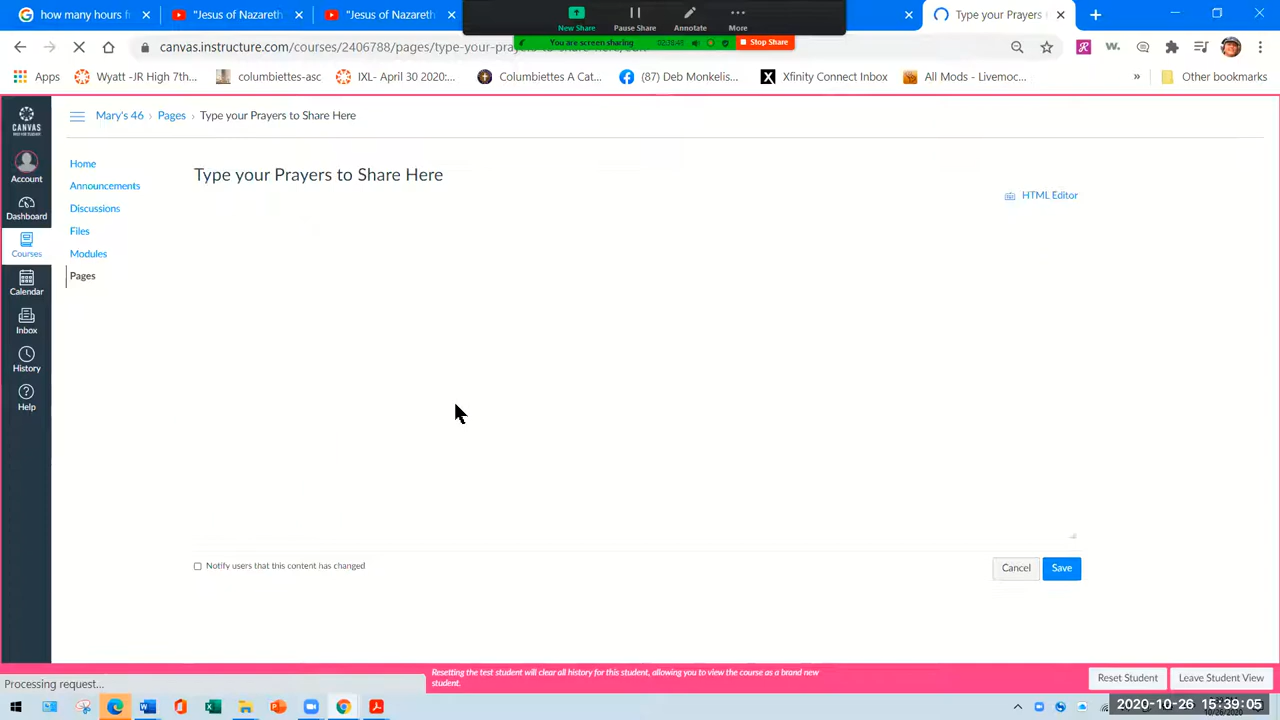 how many hours f
"Jesus of Nazareth
"Jesus of Nazareth
New Share
Pause Share
Annotate
More
Type your Prayers
You are screen sharing
Stop Share
canvas.instructure.com/courses/2406788/pages/type-your-
Apps
Wyatt -JR High 7th...
columbiettes-asc
IXL- April 30 2020:...
Columbiettes A Cat...
(87) Deb Monkelis...
Xfinity Connect Inbo...
All Mods - Livemoc...
»
Other bookmarks
CANVAS
Mary's 46 › Pages › Type your Prayers to Share Here
Account
Dashboard
Courses
Calendar
Inbox
History
Help
Home
Announcements
Discussions
Files
Modules
Pages
Type your Prayers to Share Here
HTML Editor
Notify users that this content has changed
Cancel
Save
Resetting the test student will clear all history for this student, allowing you to view the course as a brand new
student.
Reset Student
Leave Student View
Processing request...
2020-10-26 15:39:05